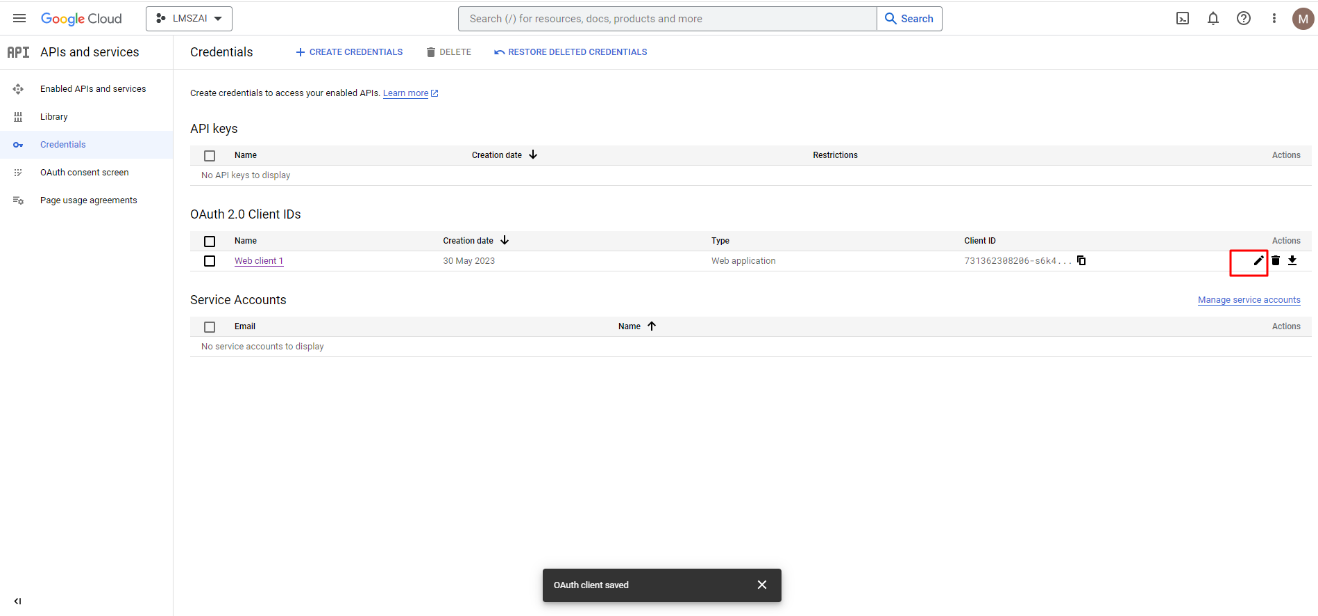 Google Cloud LMSZAI Search (/) for resources, docs, products and more Search M
API APIs and services Credentials CREATE CREDENTIALS DELETE RESTORE DELETED CREDENTIALS
Enabled APIs and services
Library
Credentials
OAuth consent screen
Page usage agreements
Create credentials to access your enabled APIs. Learn more
API keys
Name Creation date Restrictions Actions
No API keys to display
OAuth 2.0 Client IDs
Name Creation date Type Client ID Actions
Web client 1 30 May 2023 Web application 731362308206-s6k4...
Service Accounts Manage service accounts
Email Name Actions
No service accounts to display
OAuth client saved